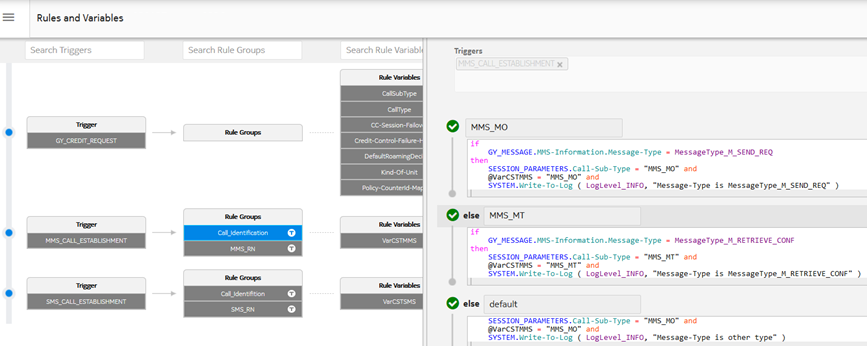 Rules and Variables
Search Triggers
Search Rule Groups
Search Rule Variabl
Trigger
GY_CREDIT_REQUEST
Rule Groups
Rule Variables
CallSubType
CallType
CC-Session-Failov
Credit-Control-Failure-H
DefaultRoamingDeci
Kind-Of-Unit
Policy-CounterId-Map
Trigger
MMS_CALL_ESTABLISHMENT
Rule Groups
Call_Identification
MMS_RN
Rule Variables
VarCSTMMS
Trigger
SMS_CALL_ESTABLISHMENT
Rule Groups
Call_Identifition
SMS_RN
Rule Variables
VarCSTSMS
Triggers
MMS_CALL_ESTABLISHMENT x
MMS_MO
if
GY_MESSAGE.MMS-Information.Message-Type = MessageType_M_SEND_REQ
then
SESSION_PARAMETERS.Call-Sub-Type = "MMS_MO" and
@VarCSTMMS = "MMS_MO" and
SYSTEM.Write-To-Log ( LogLevel_INFO, "Message-Type is MessageType_M_SEND_REQ" )
else MMS_MT
if
GY_MESSAGE.MMS-Information.Message-Type = MessageType_M_RETRIEVE_CONF
then
SESSION_PARAMETERS.Call-Sub-Type = "MMS_MT" and
@VarCSTMMS = "MMS_MT" and
SYSTEM.Write-To-Log ( LogLevel_INFO, "Message-Type is MessageType_M_RETRIEVE_CONF" )
else default
SESSION_PARAMETERS.Call-Sub-Type = "MMS_MO" and
@VarCSTMMS = "MMS_MO" and
SYSTEM.Write-To-Log ( LogLevel_INFO, "Message-Type is other type" )